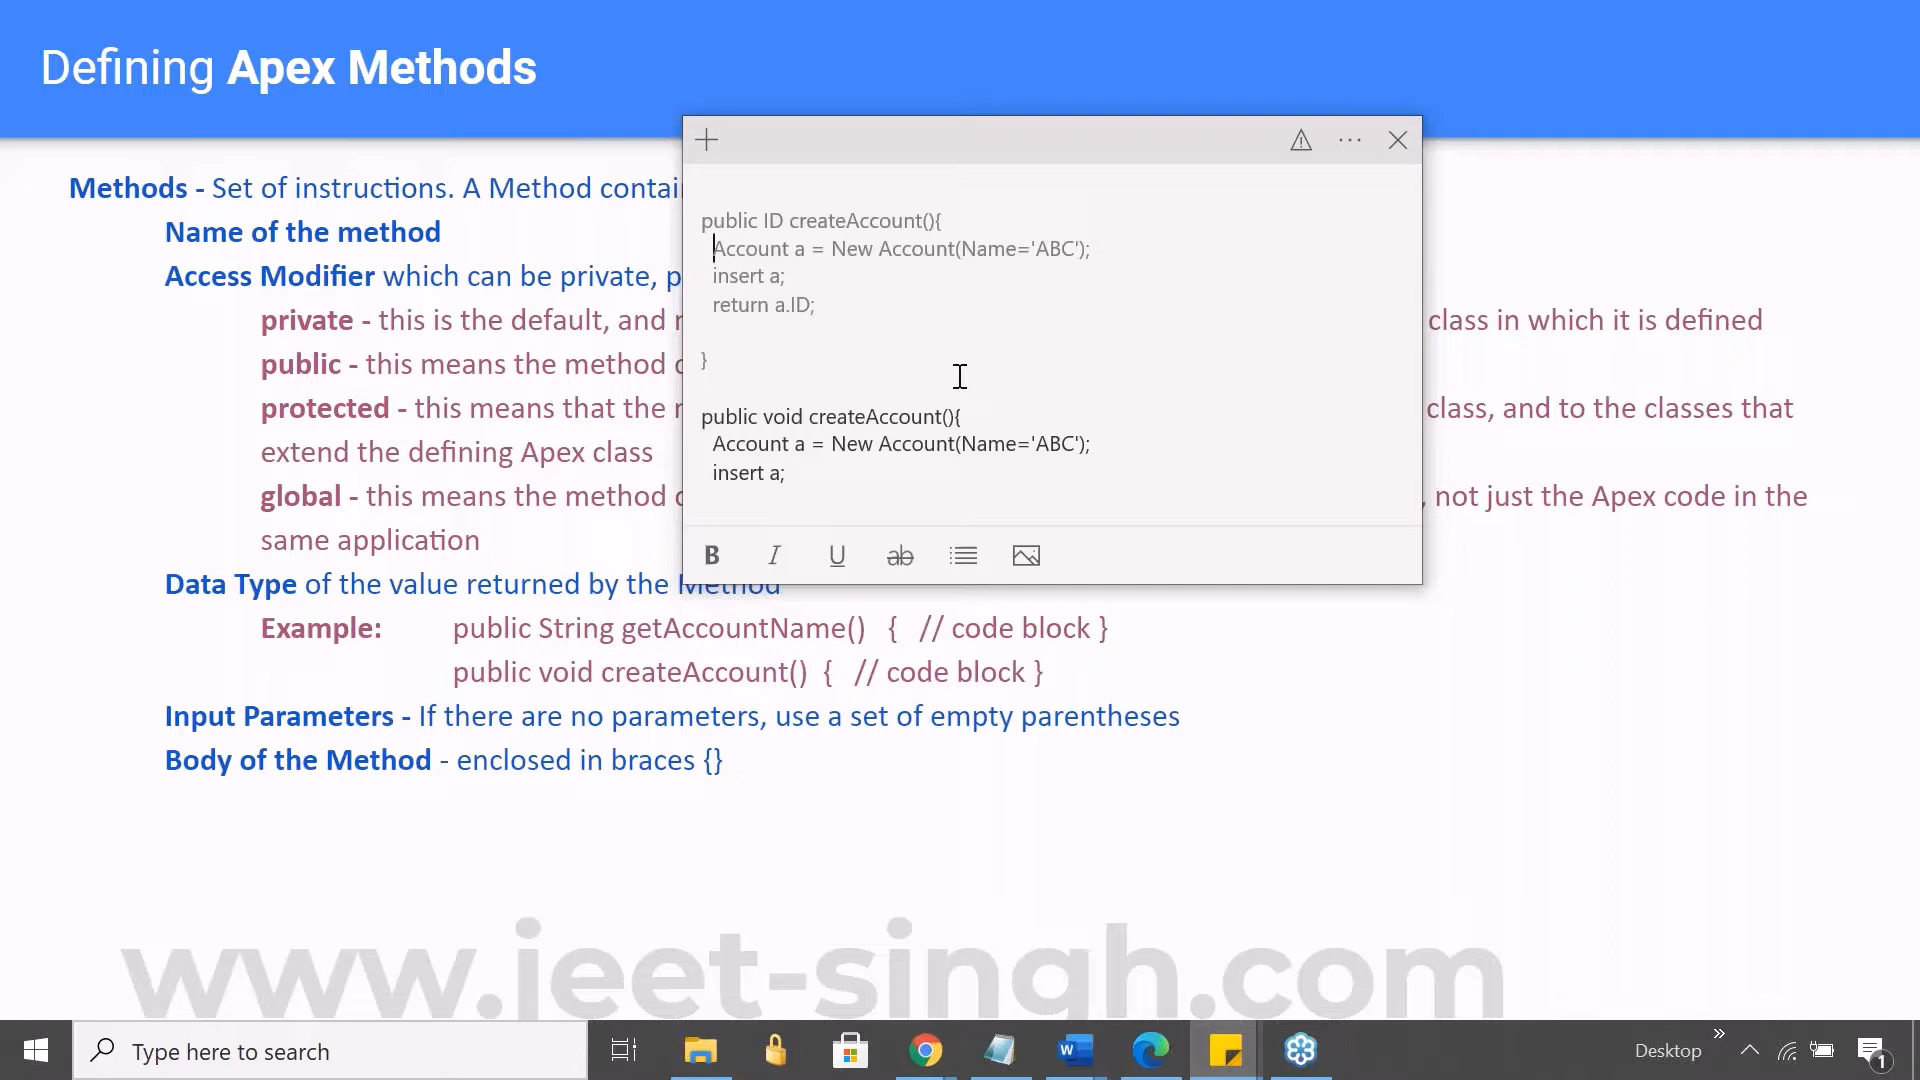 Defining Apex Methods
Methods - Set of instructions. A Method contai
Name of the method
Access Modifier which can be private, p
private - this is the default, and
class in which it is defined
public - this means the method
protected - this means that the
class, and to the classes that
extend the defining Apex class
global - this means the method
, not just the Apex code in the
same application
Data Type of the value returned by the Method
Example: public String getAccountName() { // code block }
public void createAccount() { // code block }
Input Parameters - If there are no parameters, use a set of empty parentheses
Body of the Method - enclosed in braces {}
public ID createAccount(){
Account a = New Account(Name='ABC');
insert a;
return a.ID;
}
public void createAccount(){
Account a = New Account(Name='ABC');
insert a;
B I U ab
www.jeet-singh.com
Type here to search
Desktop
1